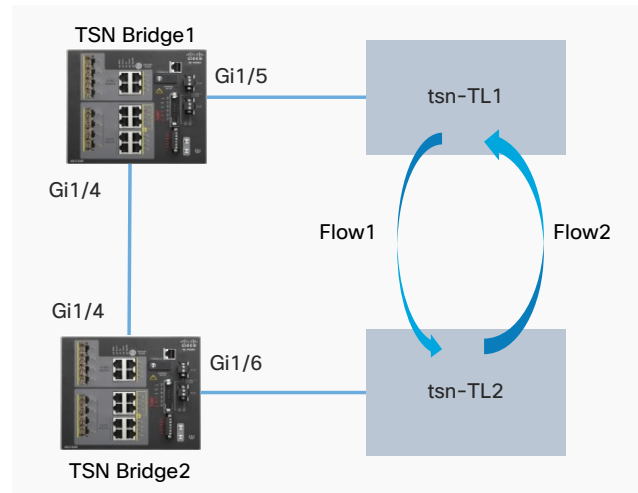 TSN Bridge1
Gi1/5
tsn-TL1
Gi1/4
Flow1
Flow2
Gi1/4
Gi1/6
tsn-TL2
TSN Bridge2